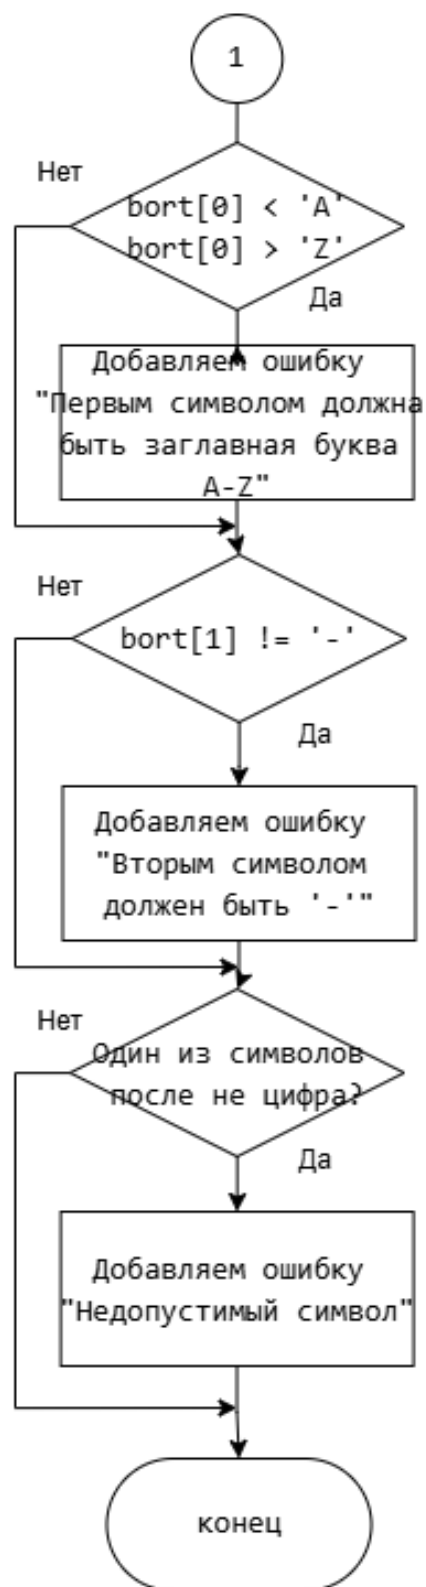 1
Нет
bort[0] < 'A'
bort[0] > 'Z'
Да
Добавляем ошибку
"Первым символом должна
быть заглавная буква
A-Z"
Нет
bort[1] != '-'
Да
Добавляем ошибку
"Вторым символом
должен быть '-'"
Нет
Один из символов
после не цифра?
Да
Добавляем ошибку
"Недопустимый символ"
конец